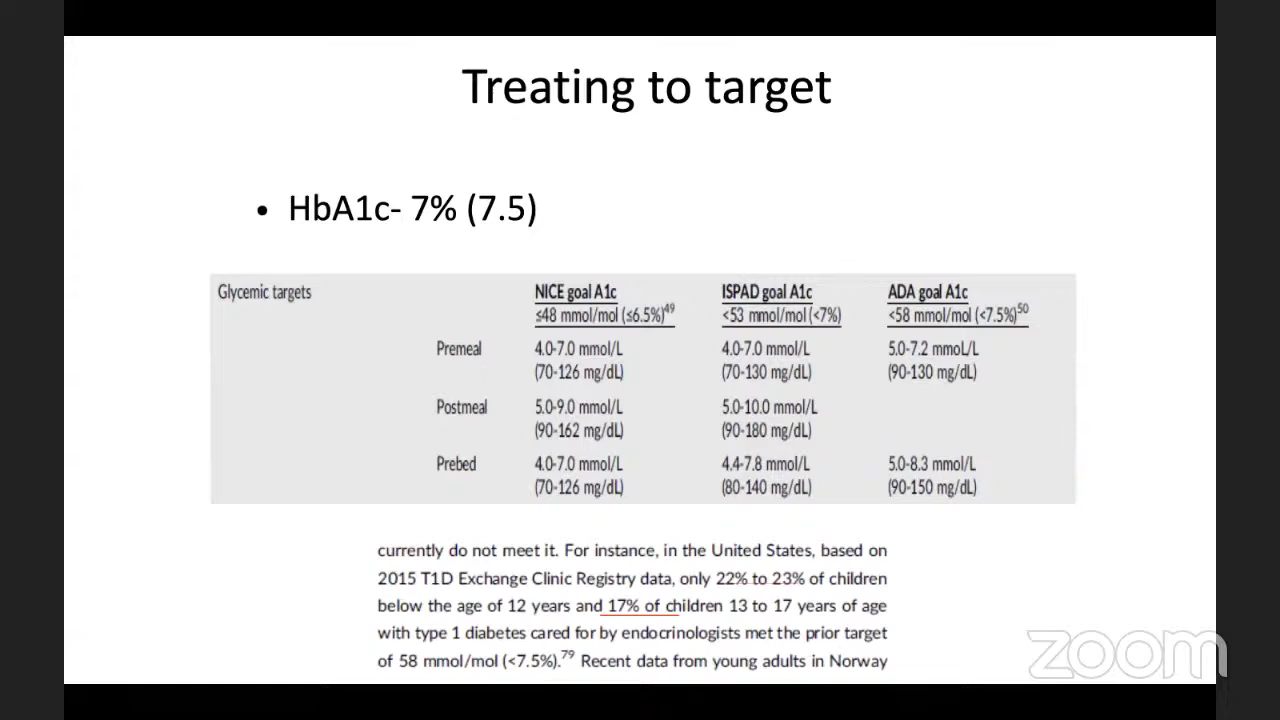 Treating to target
• HbA1c- 7% (7.5)
Glycemic targets NICE goal A1c ISPAD goal A1c ADA goal A1c
≤48 mmol/mol (≤6.5%)49 <53 mmol/mol (<7%) <58 mmol/mol (<7.5%)50
Premeal 4.0-7.0 mmol/L 4.0-7.0 mmol/L 5.0-7.2 mmoL/L
(70-126 mg/dL) (70-130 mg/dL) (90-130 mg/dL)
Postmeal 5.0-9.0 mmol/L 5.0-10.0 mmol/L
(90-162 mg/dL) (90-180 mg/dL)
Prebed 4.0-7.0 mmol/L 4.4-7.8 mmol/L 5.0-8.3 mmol/L
(70-126 mg/dL) (80-140 mg/dL) (90-150 mg/dL)
currently do not meet it. For instance, in the United States, based on
2015 T1D Exchange Clinic Registry data, only 22% to 23% of children
below the age of 12 years and 17% of children 13 to 17 years of age
with type 1 diabetes cared for by endocrinologists met the prior target
of 58 mmol/mol (<7.5%).79 Recent data from young adults in Norway
zoom